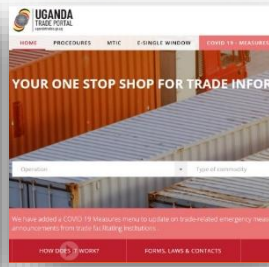 UGANDA
TRADE PORTAL
HOME PROCEDURES MTIC E-SINGLE WINDOW COVID 19 - MEASURES
YOUR ONE STOP SHOP FOR TRADE INFOR
Operation Type of commodity
We have added a COVID 19 Measures menu to update on trade-related emergency meas
announcements from trade facilitating institutions
HOW DOES IT WORK? FORMS, LAWS & CONTACTS